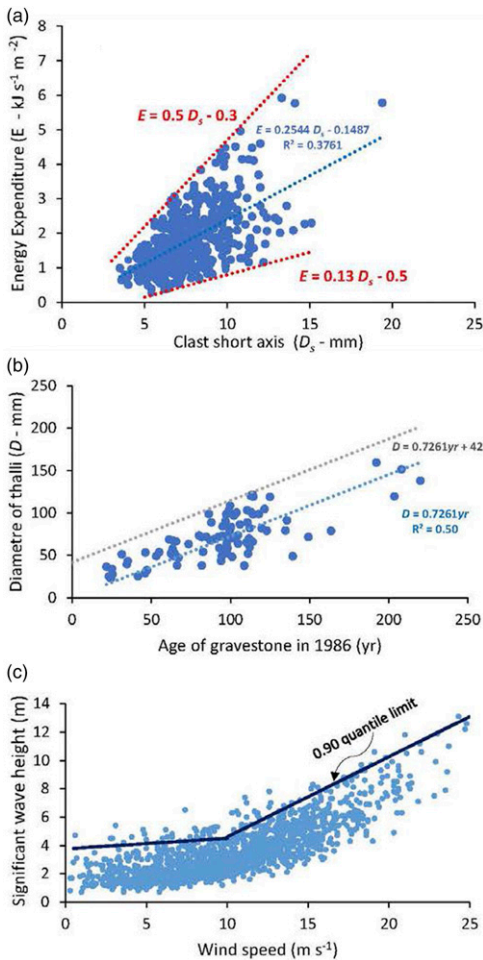 (a)
8
7
6
5
4
3
2
1
0
Energy Expenditure (E - kJ s⁻¹ m⁻²)
E = 0.5 Dₛ - 0.3
E = 0.2544 Dₛ - 0.1487
R² = 0.3761
E = 0.13 Dₛ - 0.5
0 5 10 15 20 25
Clast short axis (Dₛ - mm)
(b)
250
200
150
100
50
0
Diametre of thalli (D - mm)
D = 0.7261yr + 42
D = 0.7261yr
R² = 0.50
0 50 100 150 200 250
Age of gravestone in 1986 (yr)
(c)
14
12
10
8
6
4
2
0
Significant wave height (m)
0.90 quantile limit
0 5 10 15 20 25
Wind speed (m s⁻¹)